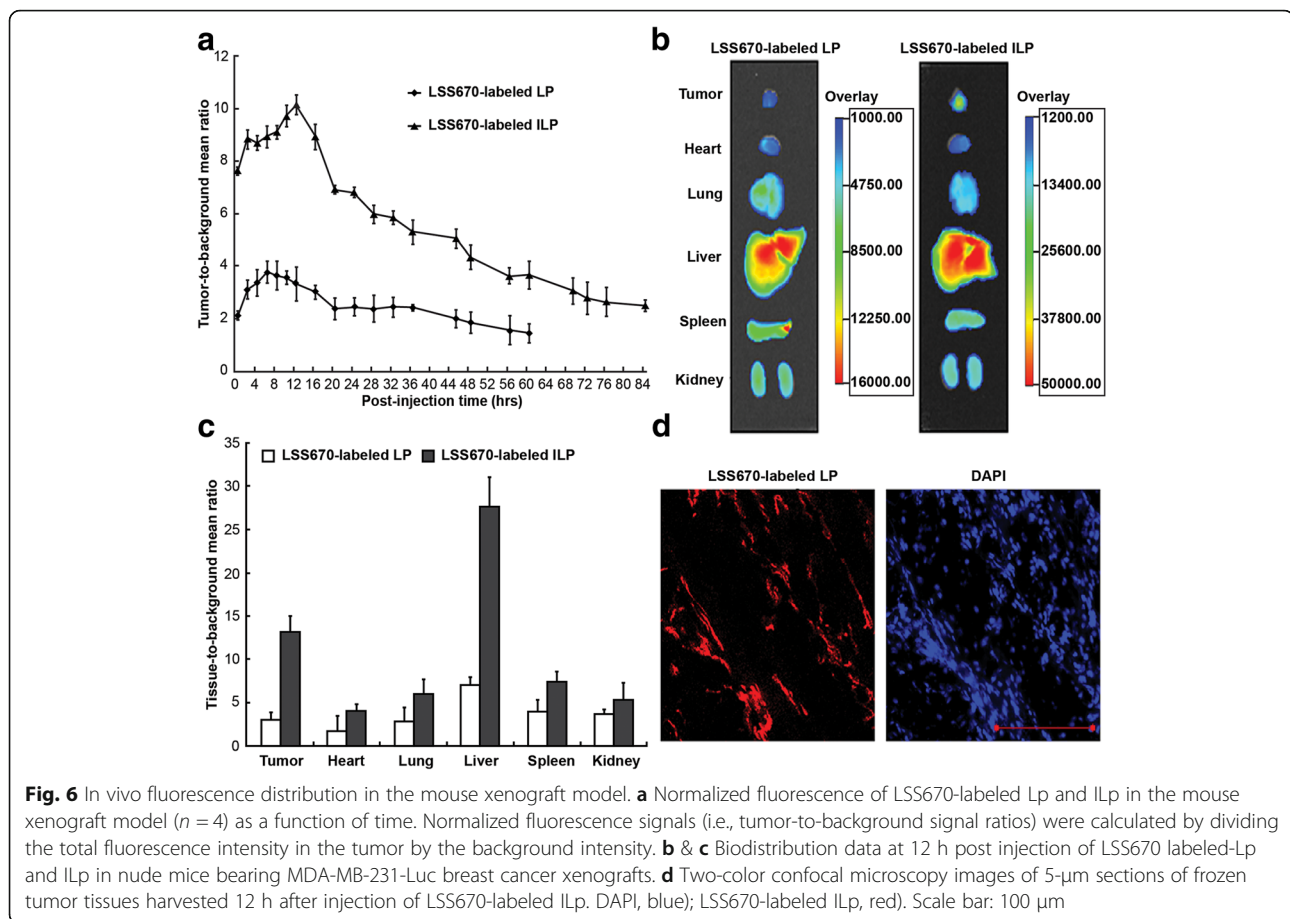 a
12
10
8
6
4
2
0
Tumor-to-background mean ratio
LSS670-labeled LP
LSS670-labeled ILP
0 4 8 12 16 20 24 28 32 36 40 44 48 52 56 60 64 68 72 76 80 84
Post-injection time (hrs)
b
LSS670-labeled LP
LSS670-labeled ILP
Tumor
Heart
Lung
Liver
Spleen
Kidney
Overlay
1000.00
4750.00
8500.00
12250.00
16000.00
Overlay
1200.00
13400.00
25600.00
37800.00
50000.00
c
35
30
25
20
15
10
5
0
Tissue-to-background mean ratio
LSS670-labeled LP
LSS670-labeled ILP
Tumor Heart Lung Liver Spleen Kidney
d
LSS670-labeled LP
DAPI
Fig. 6 In vivo fluorescence distribution in the mouse xenograft model. a Normalized fluorescence of LSS670-labeled Lp and ILp in the mouse
xenograft model (n = 4) as a function of time. Normalized fluorescence signals (i.e., tumor-to-background signal ratios) were calculated by dividing
the total fluorescence intensity in the tumor by the background intensity. b & c Biodistribution data at 12 h post injection of LSS670 labeled-Lp
and ILp in nude mice bearing MDA-MB-231-Luc breast cancer xenografts. d Two-color confocal microscopy images of 5-μm sections of frozen
tumor tissues harvested 12 h after injection of LSS670-labeled ILp. DAPI, blue); LSS670-labeled ILp, red). Scale bar: 100 μm